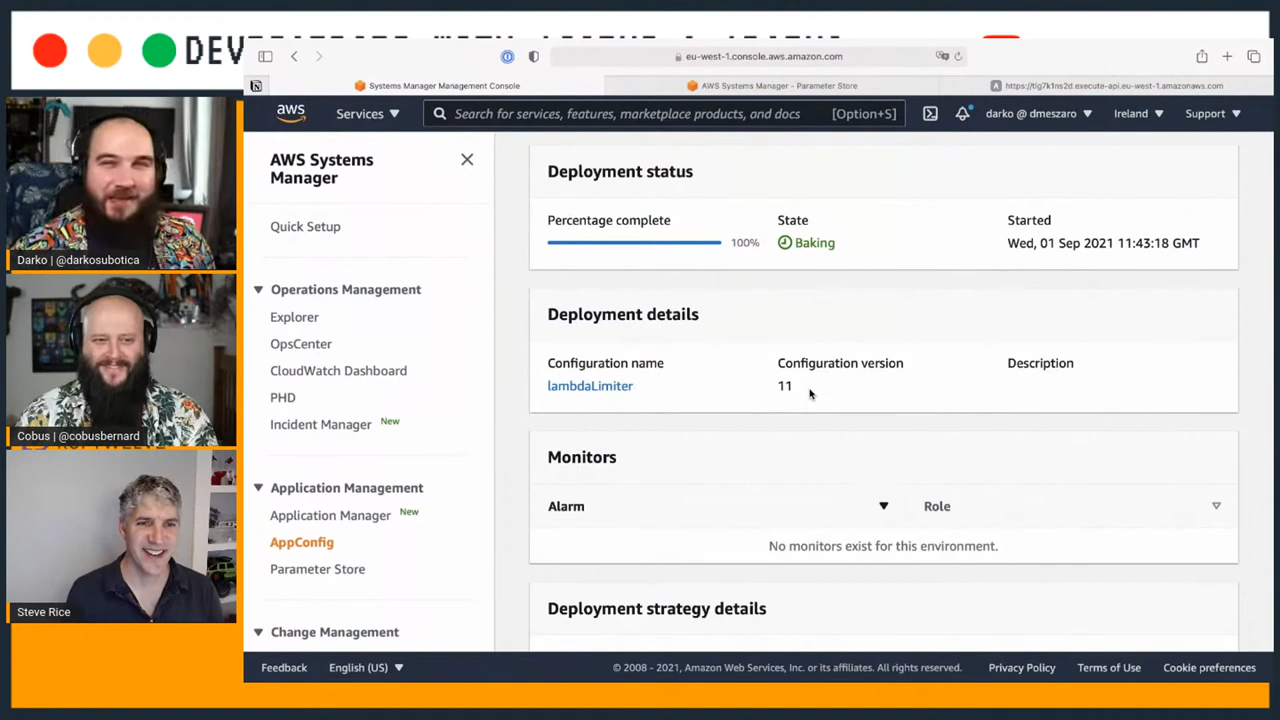 DEV
Darko | @darkosubotica
Cobus | @cobusbernard
Steve Rice
eu-west-1.console.aws.amazon.com
Systems Manager Management Console
AWS Systems Manager - Parameter Store
https://tig7k1ns2d.execute-api.eu-west-1.amazonaws.com
aws
Services
Search for services, features, marketplace products, and docs
[Option+S]
darko @ dmeszaro
Ireland
Support
AWS Systems
Manager
Quick Setup
Operations Management
Explorer
OpsCenter
CloudWatch Dashboard
PHD
Incident Manager New
Application Management
Application Manager New
AppConfig
Parameter Store
Change Management
Deployment status
Percentage complete
State
Started
100%
Baking
Wed, 01 Sep 2021 11:43:18 GMT
Deployment details
Configuration name
Configuration version
Description
lambdaLimiter
11
Monitors
Alarm
Role
No monitors exist for this environment.
Deployment strategy details
Feedback
English (US)
© 2008 - 2021, Amazon Web Services, Inc. or its affiliates. All rights reserved.
Privacy Policy
Terms of Use
Cookie preferences